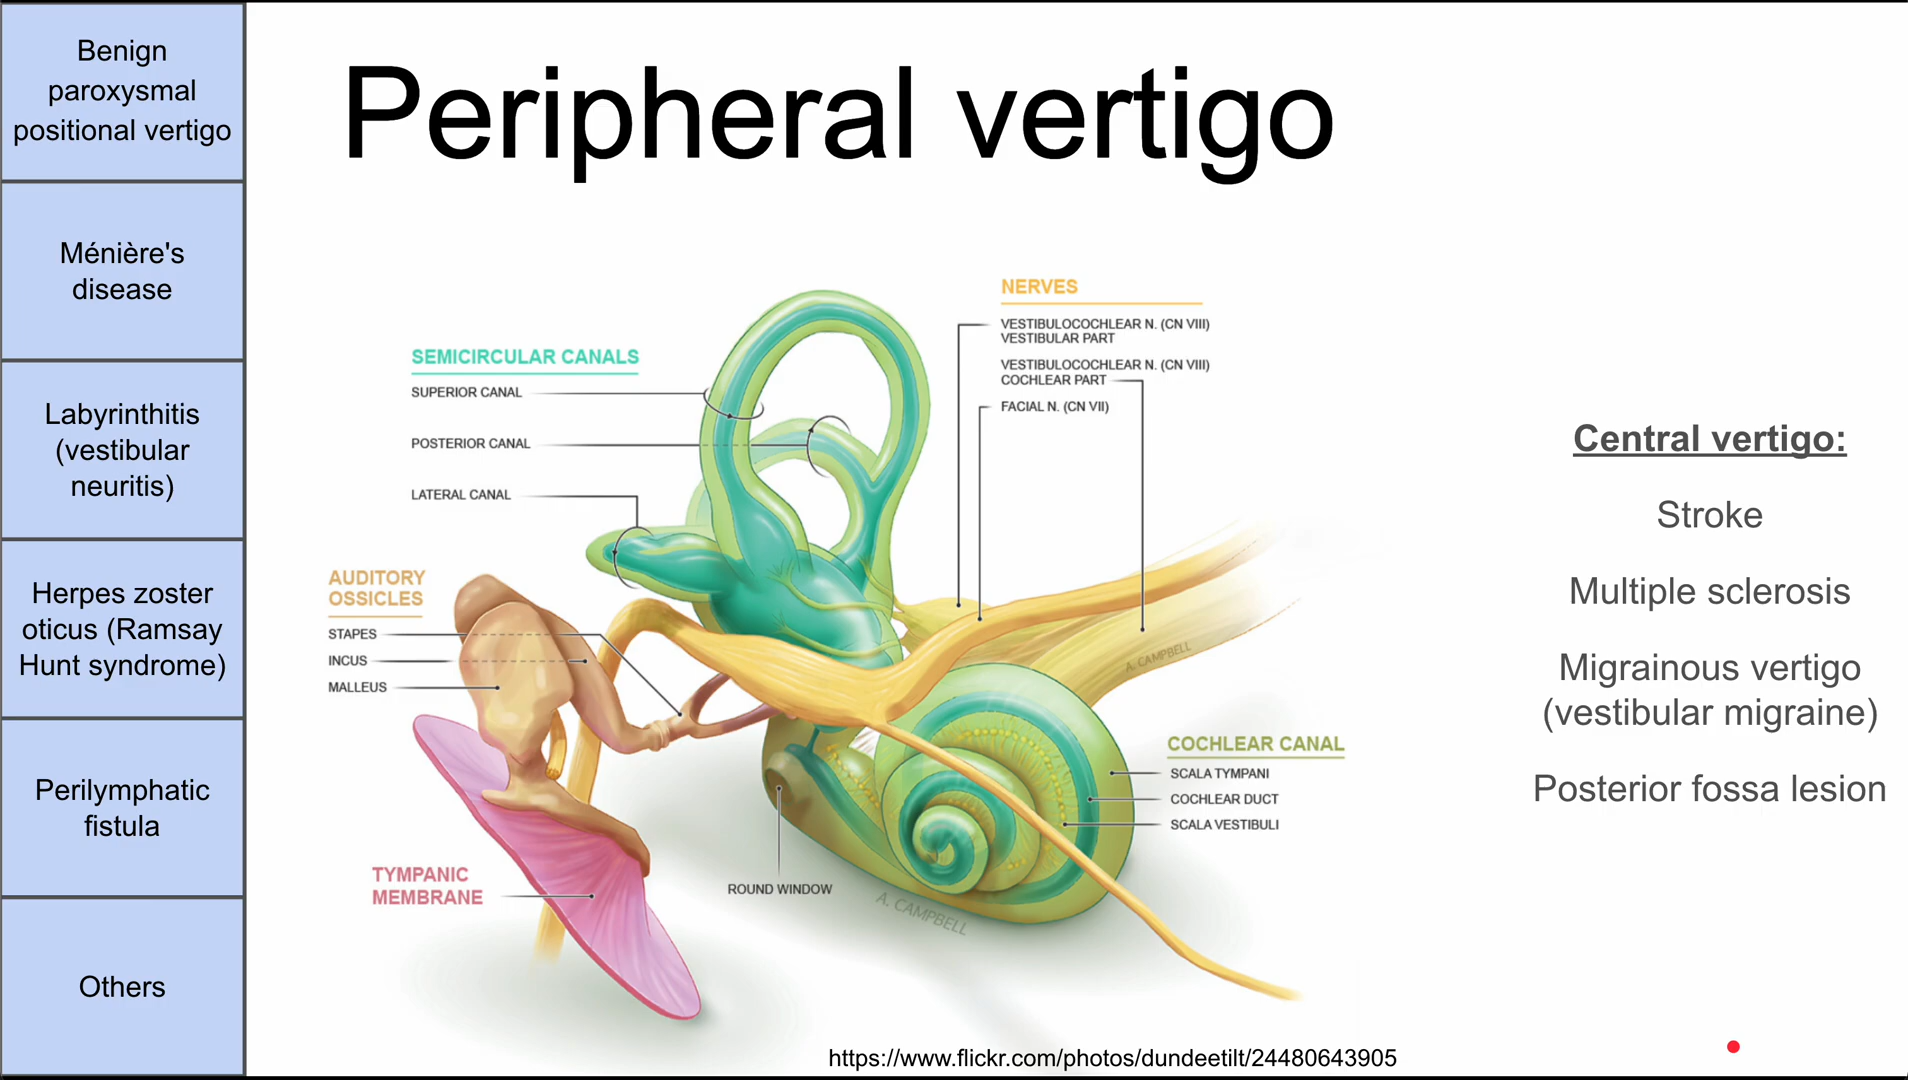 Benign
paroxysmal
positional vertigo
Ménière's
disease
Labyrinthitis
(vestibular
neuritis)
Herpes zoster
oticus (Ramsay
Hunt syndrome)
Perilymphatic
fistula
Others
Peripheral vertigo
SEMICIRCULAR CANALS
SUPERIOR CANAL
POSTERIOR CANAL
LATERAL CANAL
AUDITORY
OSSICLES
STAPES
INCUS
MALLEUS
TYMPANIC
MEMBRANE
ROUND WINDOW
NERVES
VESTIBULOCOCHLEAR N. (CN VIII)
VESTIBULAR PART
VESTIBULOCOCHLEAR N. (CN VIII)
COCHLEAR PART
FACIAL N. (CN VII)
A. CAMPBELL
COCHLEAR CANAL
SCALA TYMPANI
COCHLEAR DUCT
SCALA VESTIBULI
A. CAMPBELL
https://www.flickr.com/photos/dundeetilt/24480643905
Central vertigo:
Stroke
Multiple sclerosis
Migrainous vertigo
(vestibular migraine)
Posterior fossa lesion